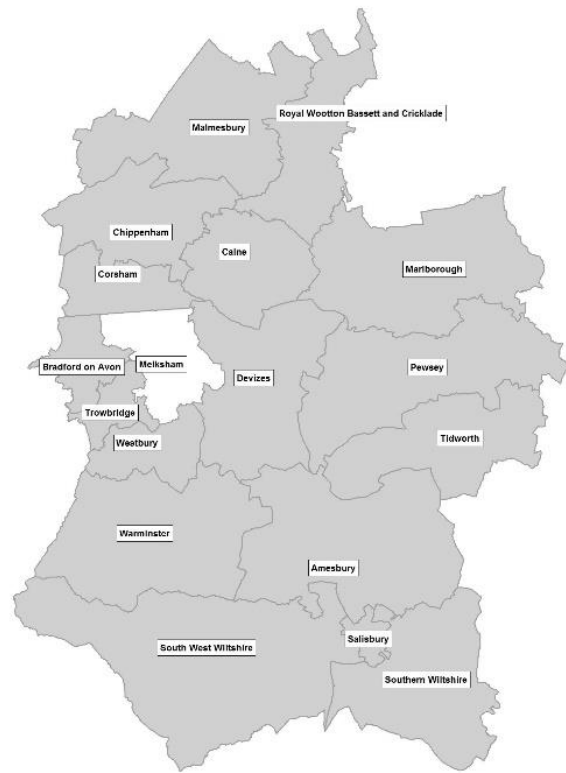 Royal Wootton Bassett and Cricklade
Malmesbury
Chippenham
Calne
Corsham
Marlborough
Bradford on Avon
Melksham
Devizes
Pewsey
Trowbridge
Westbury
Tidworth
Warminster
Amesbury
Salisbury
South West Wiltshire
Southern Wiltshire